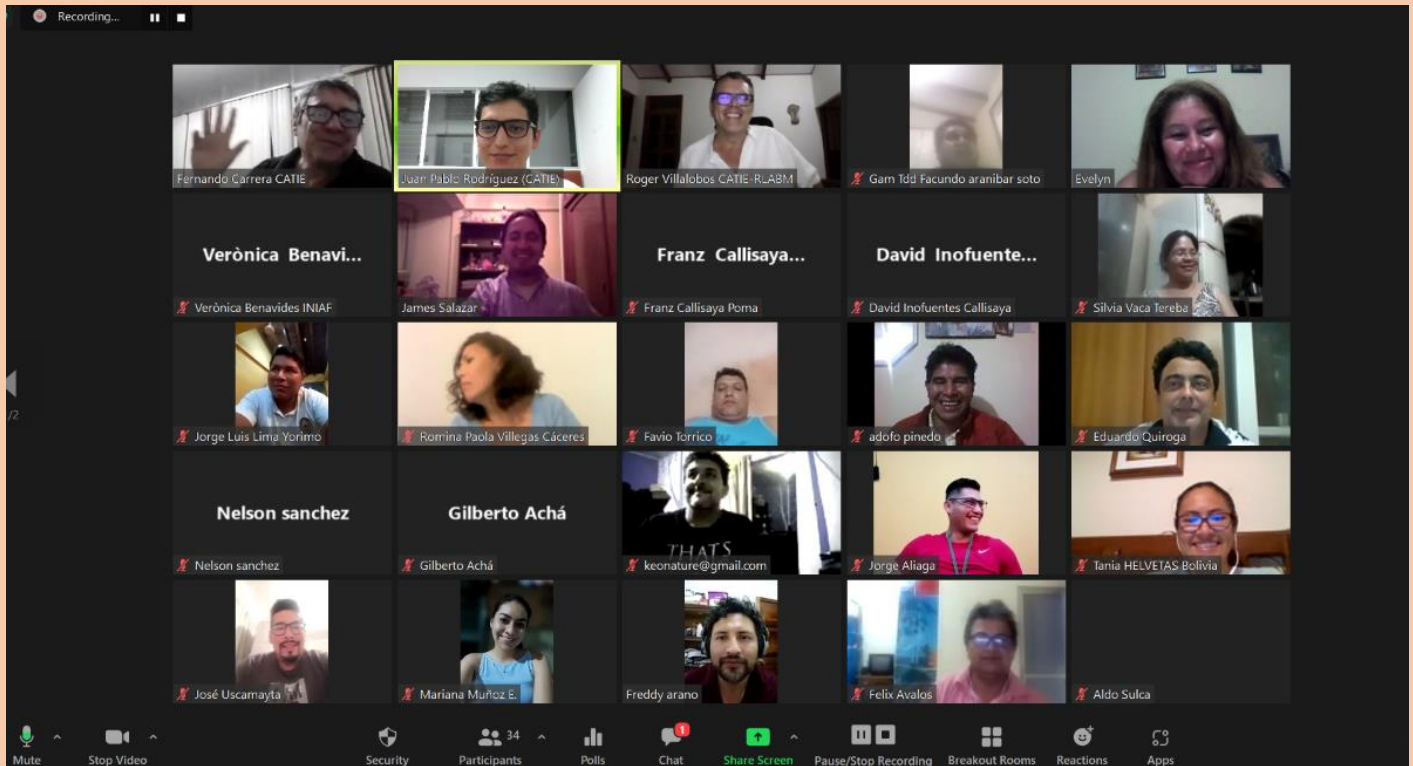 Recording...
Fernando Carrera CATIE
Juan Pablo Rodríguez (CATIE)
Roger Villalobos CATIE-RLABM
Gam Tdd Facundo aranibar soto
Evelyn
Verònica Benavi...
Verònica Benavides INIAF
James Salazar
Franz Callisaya...
Franz Callisaya Poma
David Inofuente...
David Inofuentes Callisaya
Silvia Vaca Tereba
/2
Jorge Luis Lima Yorimo
Romina Paola Villegas Cáceres
Favio Torrico
adofo pinedo
Eduardo Quiroga
Nelson sanchez
Nelson sanchez
Gilberto Achá
Gilberto Achá
THATS
keonature@gmail.com
Jorge Aliaga
Tania HELVETAS Bolivia
José Uscamayta
Mariana Muñoz E.
Freddy arano
Felix Avalos
Aldo Sulca
Mute
Stop Video
Security
34
Participants
Polls
1
Chat
Share Screen
Pause/Stop Recording
Breakout Rooms
Reactions
Apps